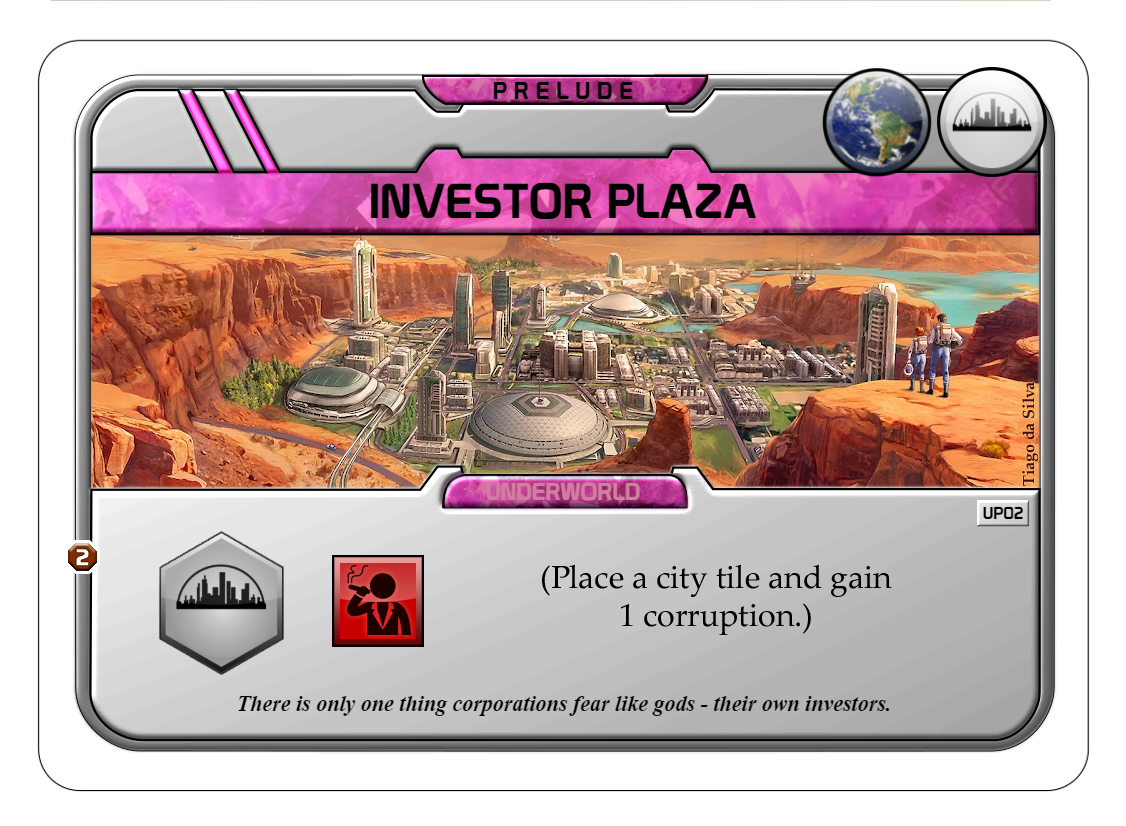 PRELUDE
INVESTOR PLAZA
Tiago da Silva
UNDERWORLD
UP02
2
(Place a city tile and gain
1 corruption.)
There is only one thing corporations fear like gods - their own investors.